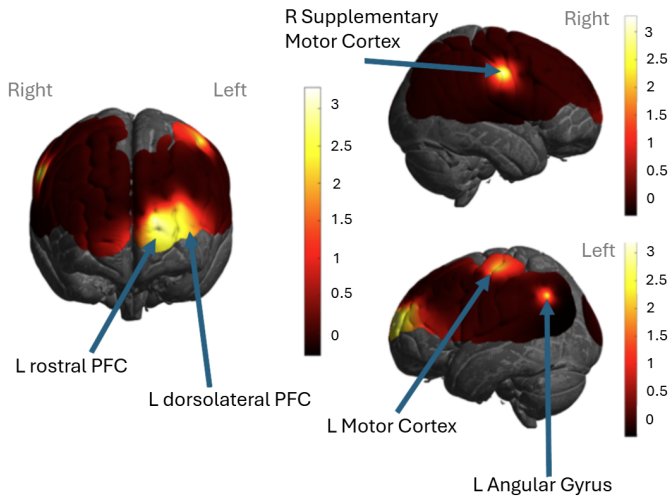 R Supplementary
Motor Cortex
Right
3
2.5
2
1.5
1
0.5
0
Right
Left
3
2.5
2
1.5
1
0.5
0
L rostral PFC
L dorsolateral PFC
Left
3
2.5
2
1.5
1
0.5
0
L Motor Cortex
L Angular Gyrus